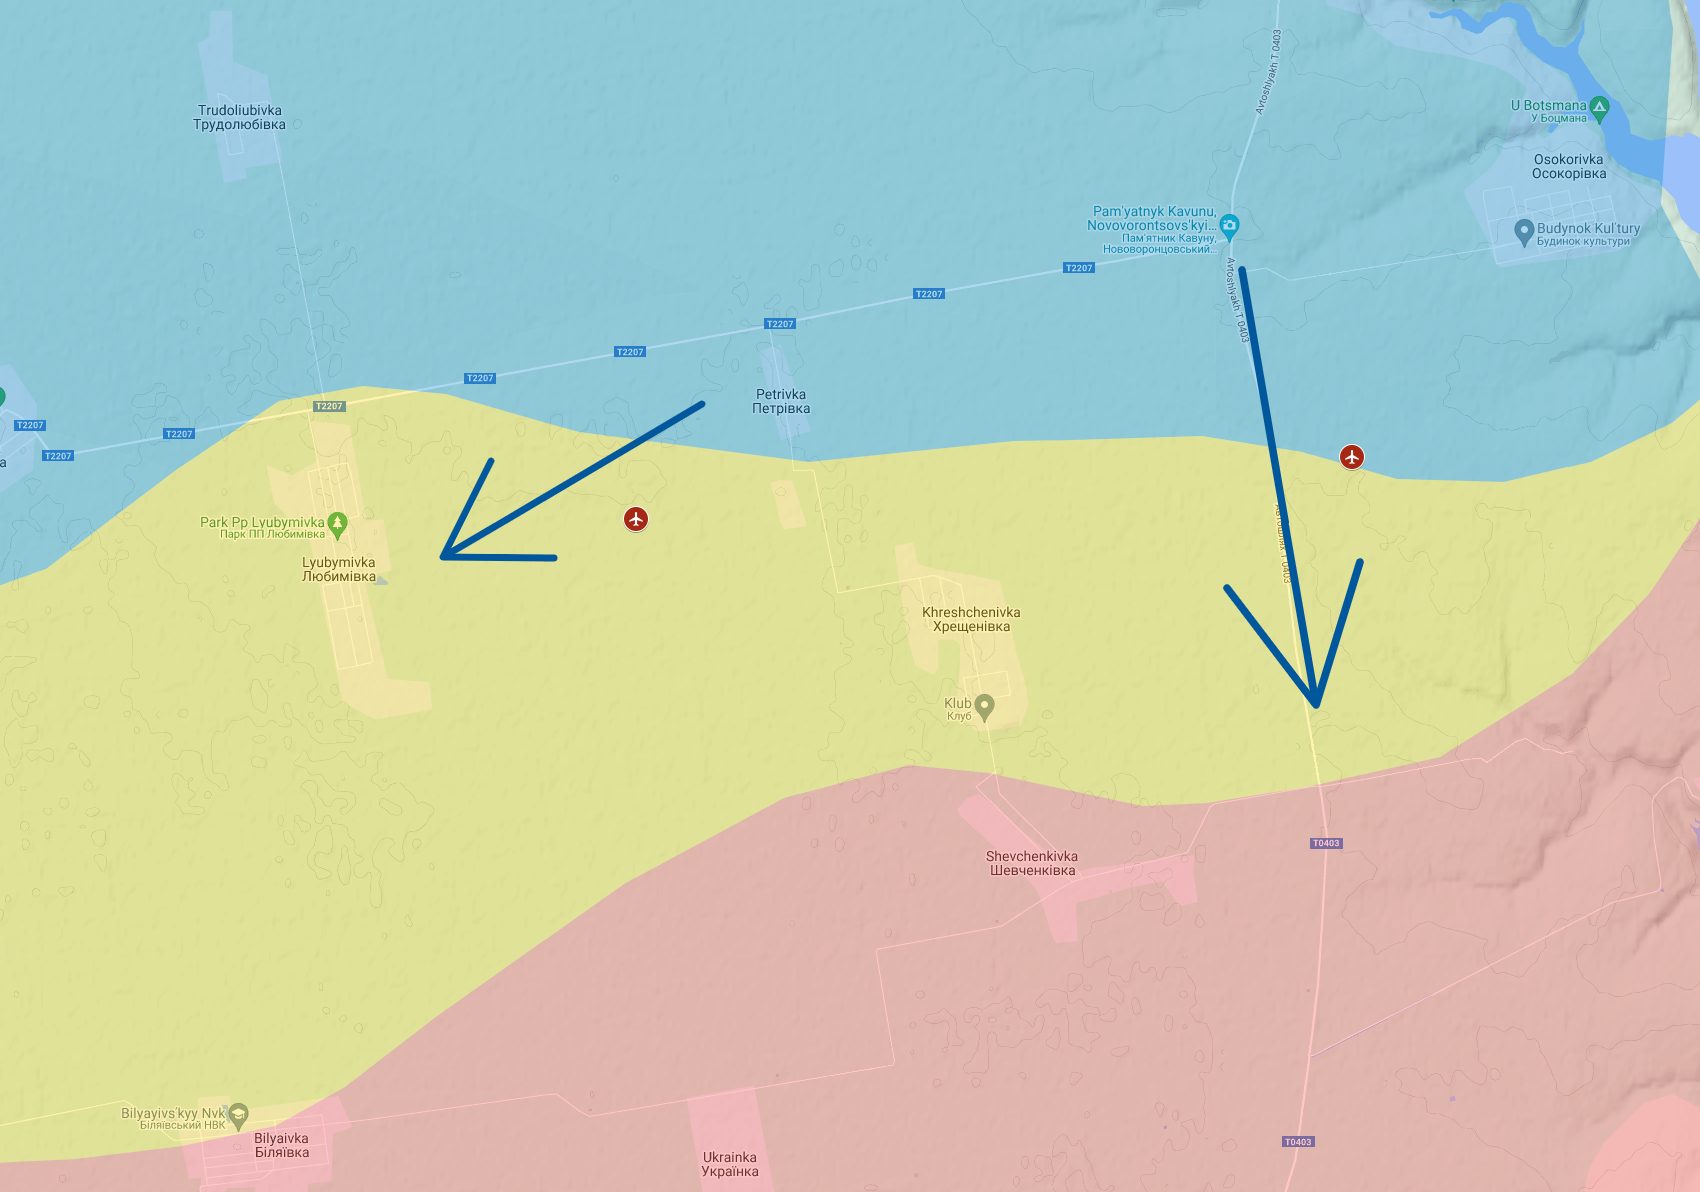 Avtoshlyakh T 0403
Trudoliubivka
Трудолюбівка
U Botsmana
У Боцмана
Osokorivka
Осокорівка
Pam'yatnyk Kavunu,
Novovorontsovs'kyi...
Пам'ятник Кавуну,
Нововоронцовський...
Budynok Kul'tury
Будинок культури
T2207
Avtoshlyakh T 0403
T2207
T2207
T2207
T2207
Petrivka
Петрівка
T2207
T2207
T2207
T2207
а
Park Pp Lyubymivka
Парк ПП Любимівка
Автошлях T 0403
Lyubymivka
Любимівка
Khreshchenivka
Хрещенівка
Klub
Клуб
T0403
Shevchenkivka
Шевченківка
Bilyayivs'kyy Nvk
Біляївський НВК
Bilyaivka
Біляївка
T0403
Ukrainka
Українка